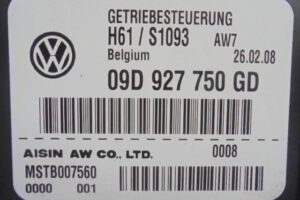 GETRIEBESTEUERUNG
H61 / S1093 AW7
Belgium 26.02.08
09D 927 750 GD
AISIN AW CO., LTD. 0008
MSTB007560
0000 001